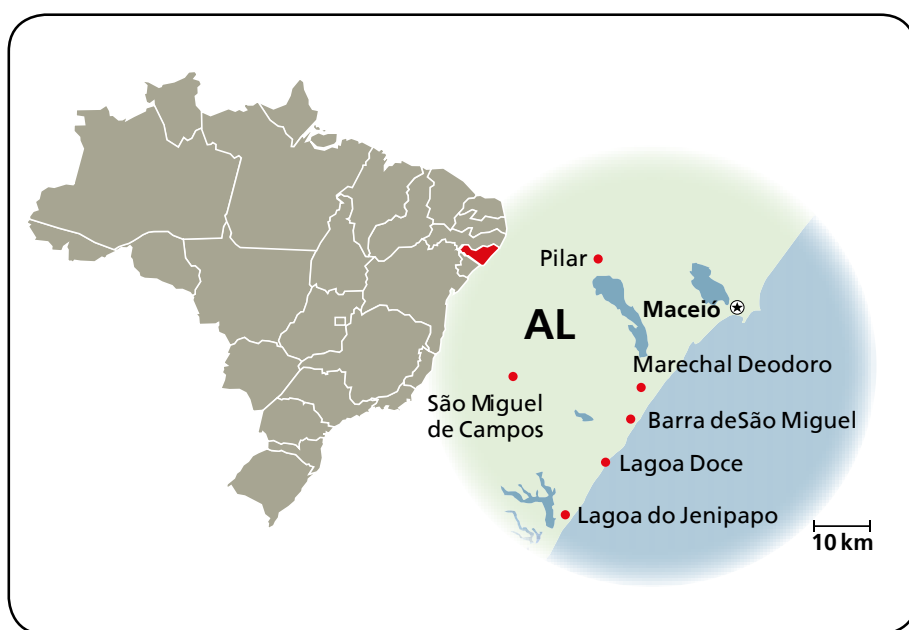 Pilar
Maceió
AL
Marechal Deodoro
São Miguel
de Campos
Barra deSão Miguel
Lagoa Doce
Lagoa do Jenipapo
10 km